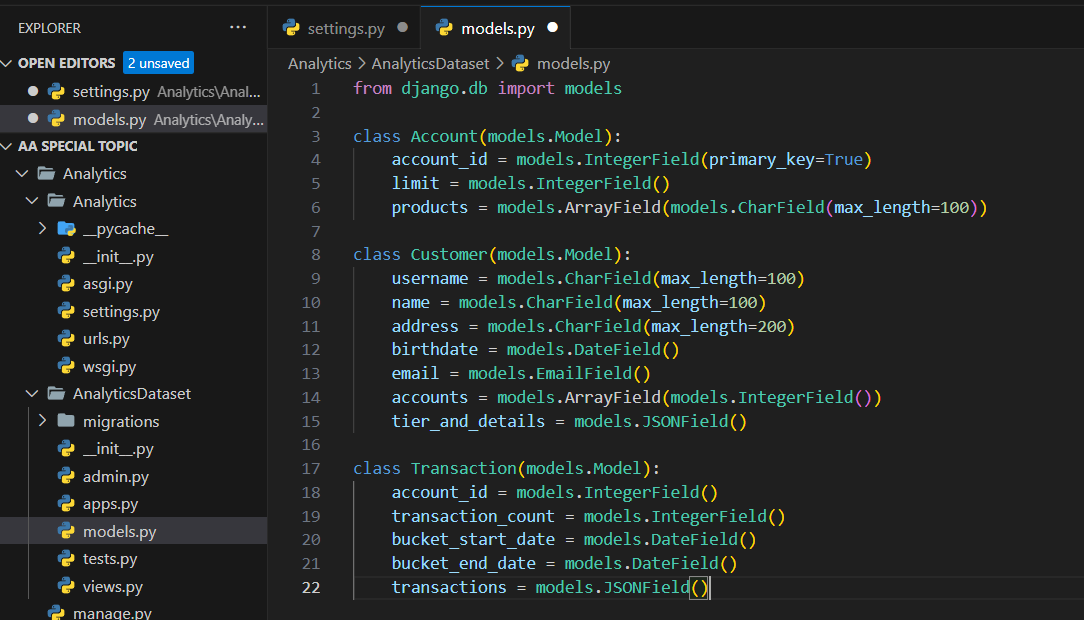 EXPLORER ...
OPEN EDITORS 2 unsaved
settings.py Analytics\Anal...
models.py Analytics\Analy...
AA SPECIAL TOPIC
Analytics
Analytics
__pycache__
__init__.py
asgi.py
settings.py
urls.py
wsgi.py
AnalyticsDataset
migrations
__init__.py
admin.py
apps.py
models.py
tests.py
views.py
manage.py
settings.py models.py
Analytics > AnalyticsDataset > models.py
1 from django.db import models
2
3 class Account(models.Model):
4     account_id = models.IntegerField(primary_key=True)
5     limit = models.IntegerField()
6     products = models.ArrayField(models.CharField(max_length=100))
7
8 class Customer(models.Model):
9     username = models.CharField(max_length=100)
10     name = models.CharField(max_length=100)
11     address = models.CharField(max_length=200)
12     birthdate = models.DateField()
13     email = models.EmailField()
14     accounts = models.ArrayField(models.IntegerField())
15     tier_and_details = models.JSONField()
16
17 class Transaction(models.Model):
18     account_id = models.IntegerField()
19     transaction_count = models.IntegerField()
20     bucket_start_date = models.DateField()
21     bucket_end_date = models.DateField()
22     transactions = models.JSONField()